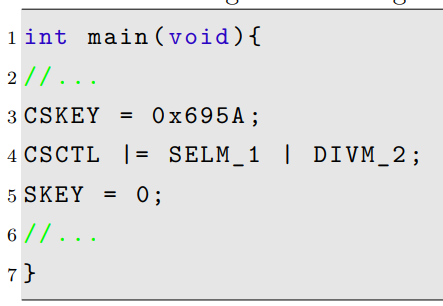 1 int main(void){
2 //...
3 CSKEY = 0x695A;
4 CSCTL |= SELM_1 | DIVM_2;
5 SKEY = 0;
6 //...
7 }